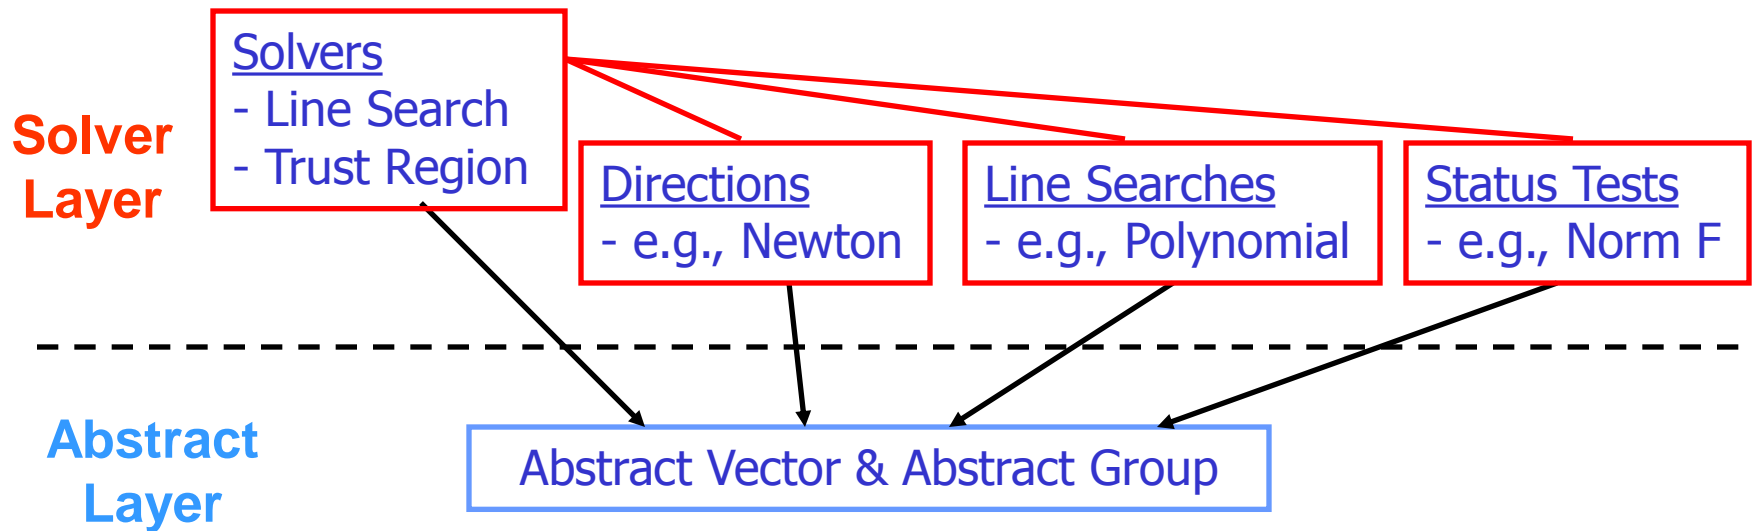 Solver
Layer
Solvers
- Line Search
- Trust Region
Directions
- e.g., Newton
Line Searches
- e.g., Polynomial
Status Tests
- e.g., Norm F
Abstract
Layer
Abstract Vector & Abstract Group